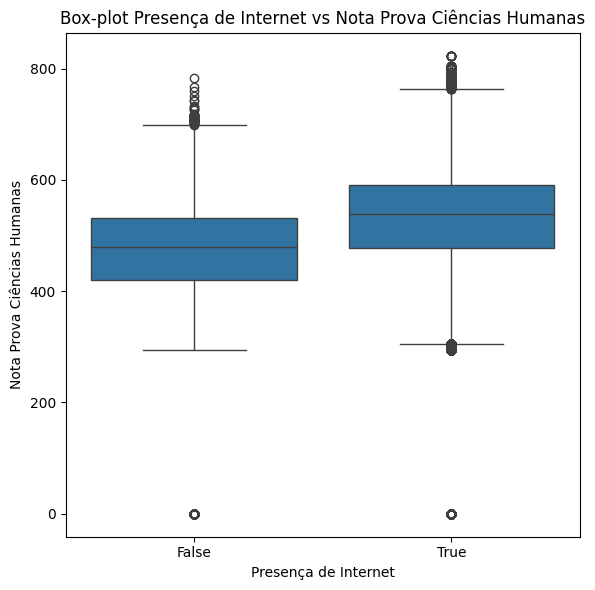 Box-plot Presença de Internet vs Nota Prova Ciências Humanas
Nota Prova Ciências Humanas
800
600
400
200
0
False
True
Presença de Internet